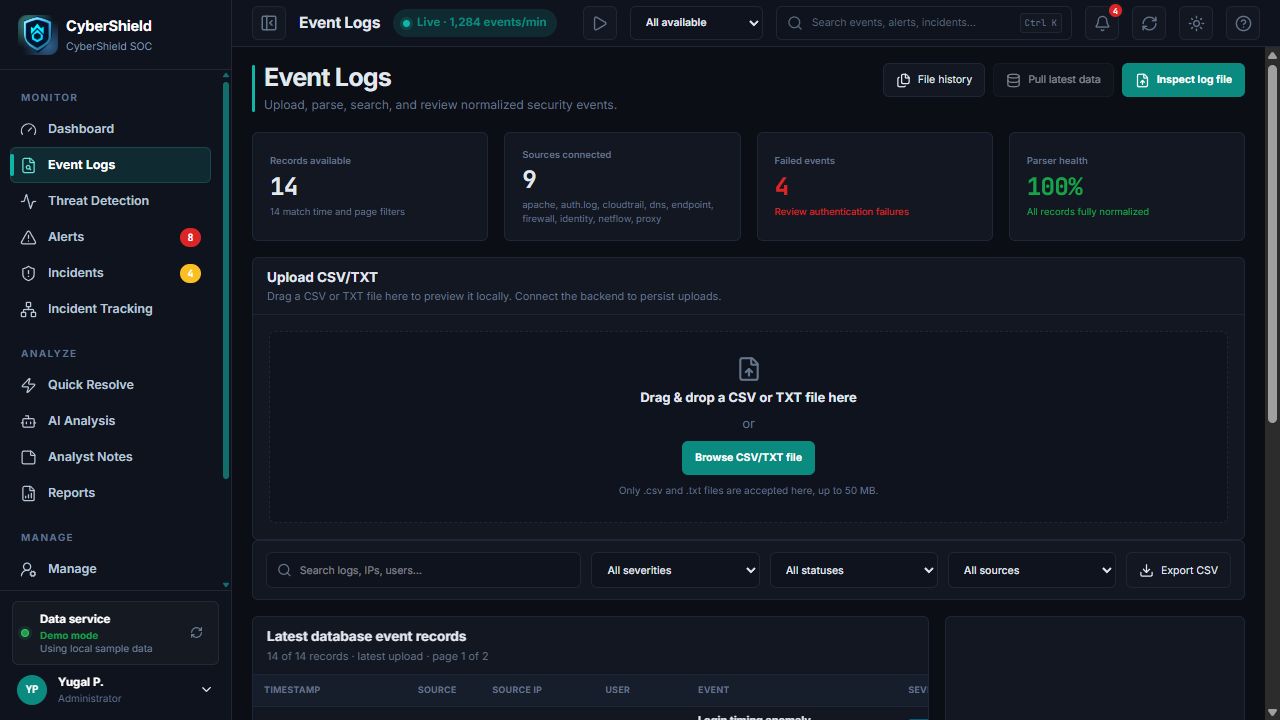 CyberShield
CyberShield SOC
MONITOR
Dashboard
Event Logs
Threat Detection
Alerts
8
Incidents
4
Incident Tracking
ANALYZE
Quick Resolve
AI Analysis
Analyst Notes
Reports
MANAGE
Manage
Data service
Demo mode
Using local sample data
YP
Yugal P.
Administrator
Event Logs
Live · 1,284 events/min
All available
Search events, alerts, incidents...
Ctrl K
4
Event Logs
Upload, parse, search, and review normalized security events.
File history
Pull latest data
Inspect log file
Records available
14
14 match time and page filters
Sources connected
9
apache, auth.log, cloudtrail, dns, endpoint,
firewall, identity, netflow, proxy
Failed events
4
Review authentication failures
Parser health
100%
All records fully normalized
Upload CSV/TXT
Drag a CSV or TXT file here to preview it locally. Connect the backend to persist uploads.
Drag & drop a CSV or TXT file here
or
Browse CSV/TXT file
Only .csv and .txt files are accepted here, up to 50 MB.
Search logs, IPs, users...
All severities
All statuses
All sources
Export CSV
Latest database event records
14 of 14 records · latest upload · page 1 of 2
TIMESTAMP SOURCE SOURCE IP USER EVENT SEV
Login timing anomaly